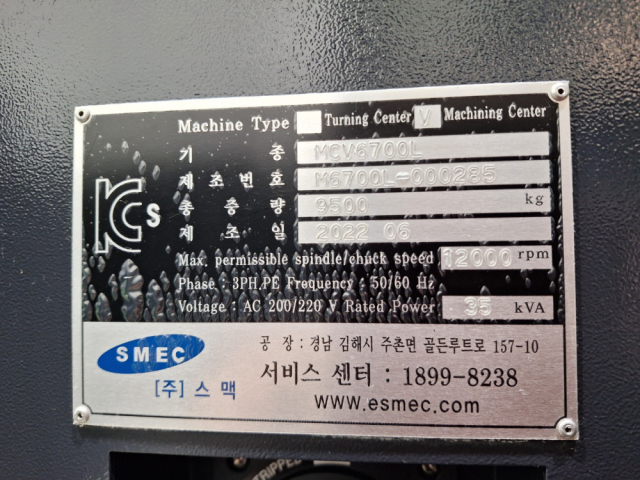 Machine Type Turning Center V Machining Center
기 종 MCV6700L
제 조 번 호 M6700L-000285
총 중 량 9500 kg
제 조 일 2022 06
Max. permissible spindle/chuck speed 12000 rpm
Phase : 3PH,PE Frequency : 50/60 Hz
Voltage : AC 200/220 V Rated Power 35 kVA
KCs
SMEC
[주] 스 맥
공 장 : 경남 김해시 주촌면 골든루트로 157-10
서비스 센터 : 1899-8238
www.esmec.com
TRIPPED